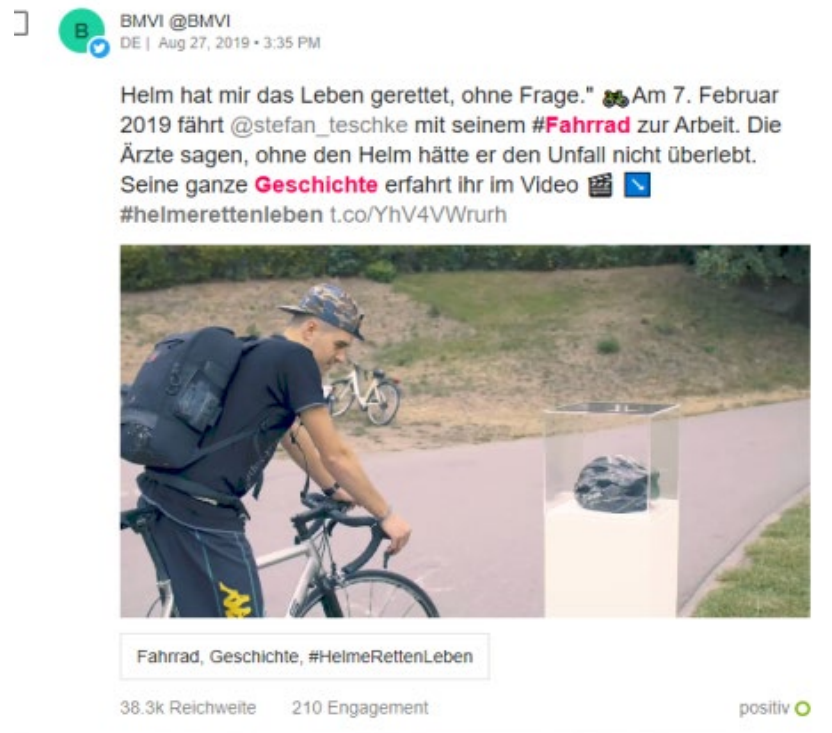 B
BMVI @BMVI
DE | Aug 27, 2019 • 3:35 PM
Helm hat mir das Leben gerettet, ohne Frage." Am 7. Februar
2019 fährt @stefan_teschke mit seinem #Fahrrad zur Arbeit. Die
Ärzte sagen, ohne den Helm hätte er den Unfall nicht überlebt.
Seine ganze Geschichte erfahrt ihr im Video
#helmerettenleben t.co/YhV4VWrurh
Fahrrad, Geschichte, #HelmeRettenLeben
38.3k Reichweite 210 Engagement positiv